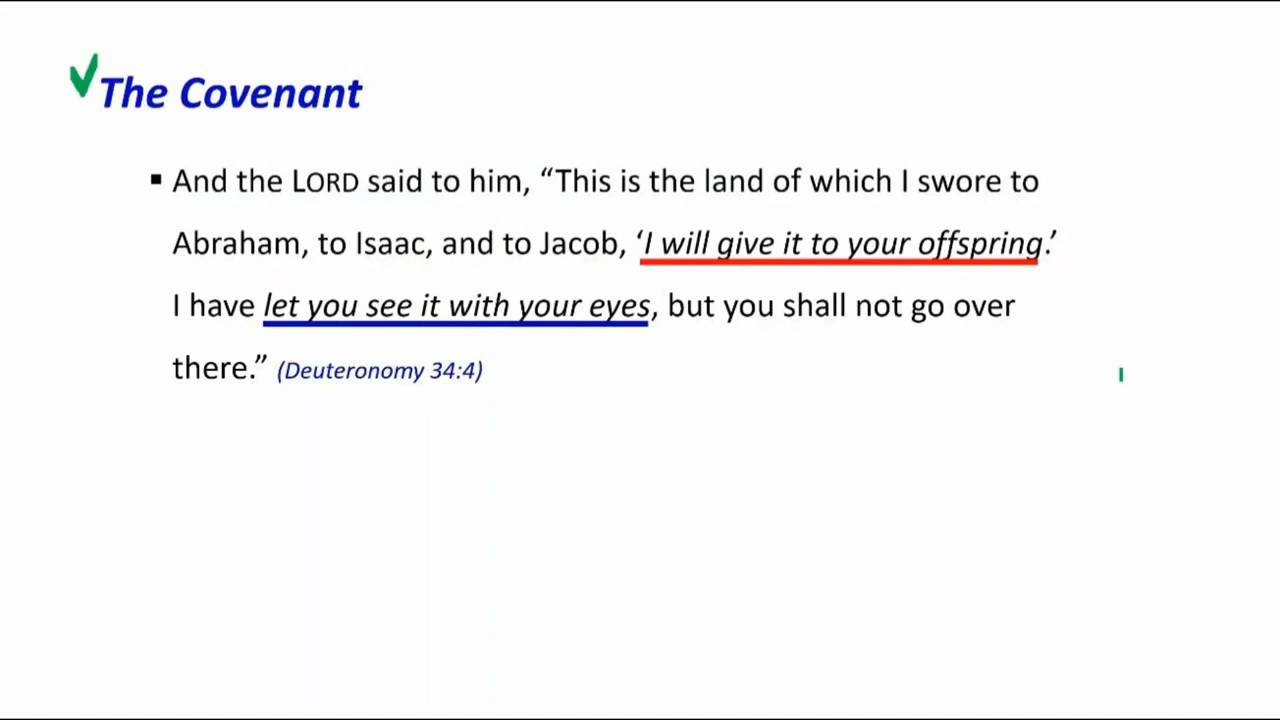 The Covenant
▪ And the LORD said to him, “This is the land of which I swore to
Abraham, to Isaac, and to Jacob, ‘I will give it to your offspring.’
I have let you see it with your eyes, but you shall not go over
there.” (Deuteronomy 34:4)